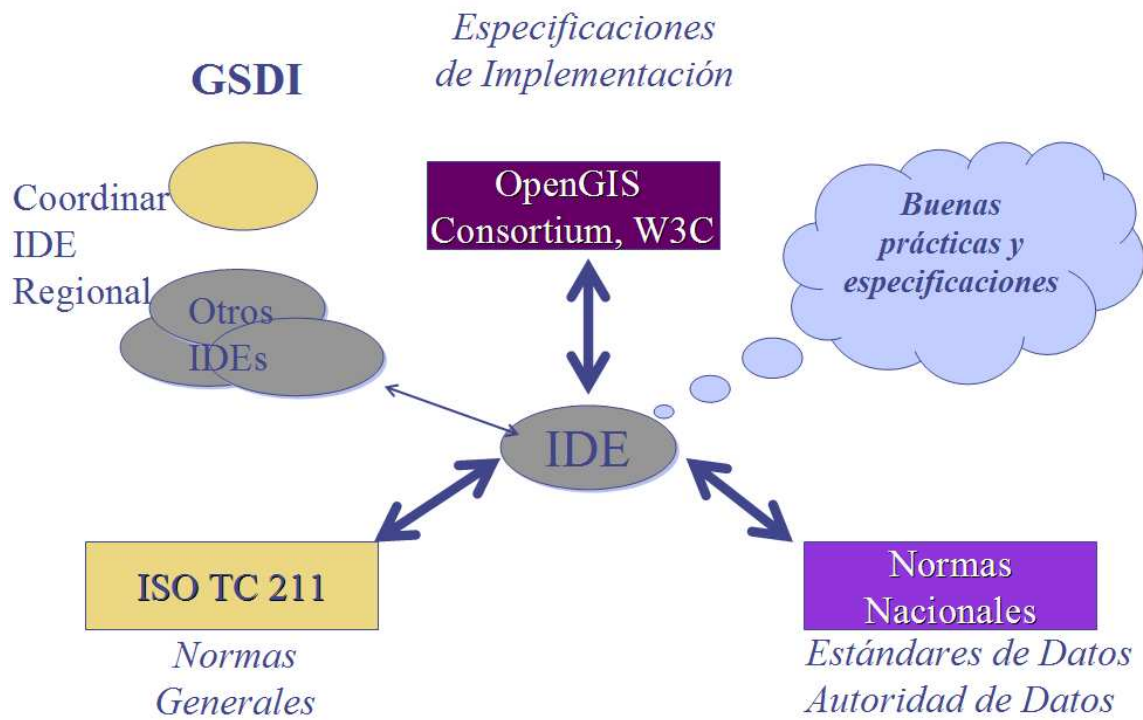 Especificaciones
de Implementación
GSDI
Coordinar
IDE
Regional
OpenGIS
Consortium, W3C
Buenas
prácticas y
especificaciones
Otros
IDEs
IDE
ISO TC 211
Normas
Generales
Normas
Nacionales
Estándares de Datos
Autoridad de Datos